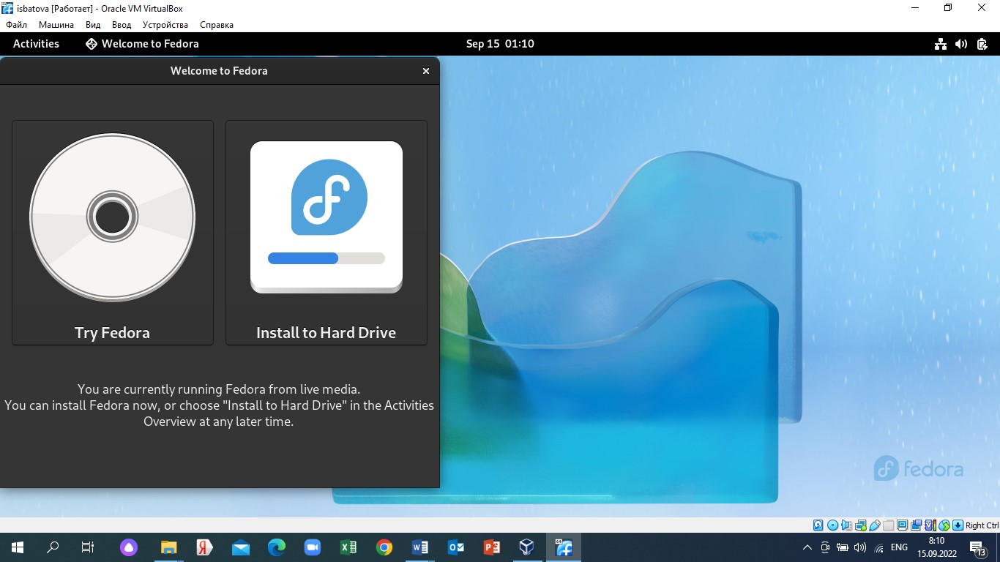 isbatova [Работает] - Oracle VM VirtualBox
Файл Машина Вид Ввод Устройства Справка
Activities Welcome to Fedora Sep 15 01:10
Welcome to Fedora
Try Fedora
Install to Hard Drive
You are currently running Fedora from live media.
You can install Fedora now, or choose "Install to Hard Drive" in the Activities
Overview at any later time.
fedora
Right Ctrl
ENG
8:10
15.09.2022
13